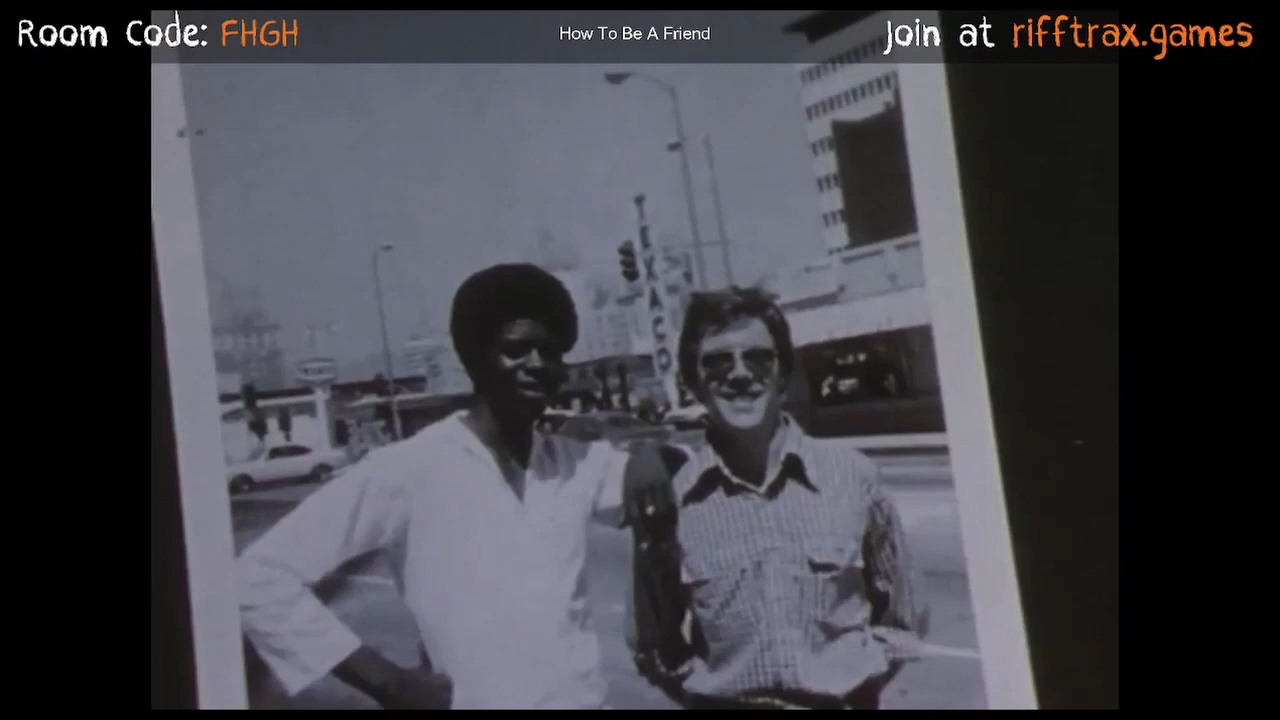 Room Code: FHGH
How To Be A Friend
Join at rifftrax.games
TEXACO